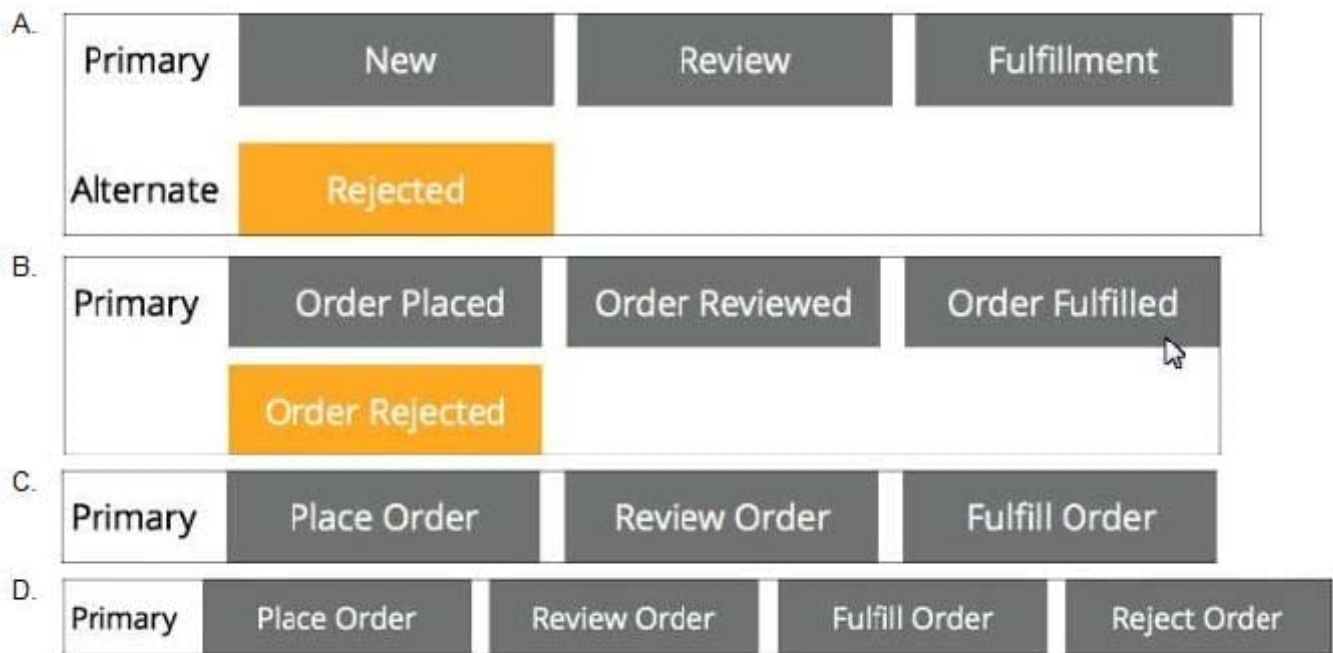 A.
Primary New Review Fulfillment
Alternate Rejected
B.
Primary Order Placed Order Reviewed Order Fulfilled
Order Rejected
C.
Primary Place Order Review Order Fulfill Order
D.
Primary Place Order Review Order Fulfill Order Reject Order